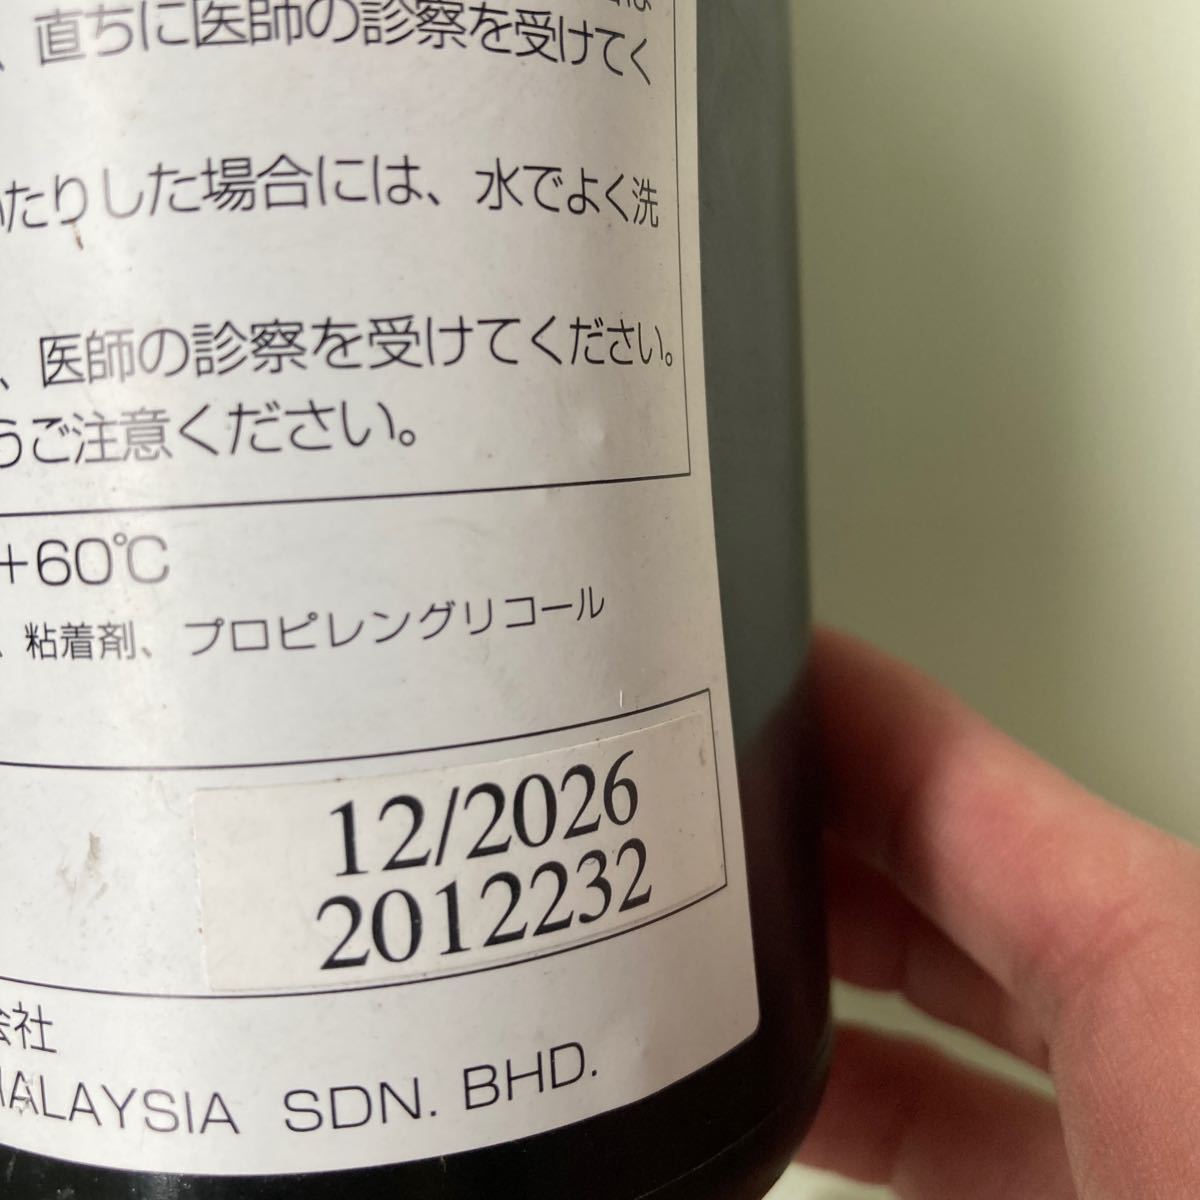 、直ちに医師の診察を受けてく
たりした場合には、水でよく洗
、医師の診察を受けてください。
うご注意ください。
+60℃
、粘着剤、プロピレングリコール
12/2026
2012232
会社
MALAYSIA SDN. BHD.